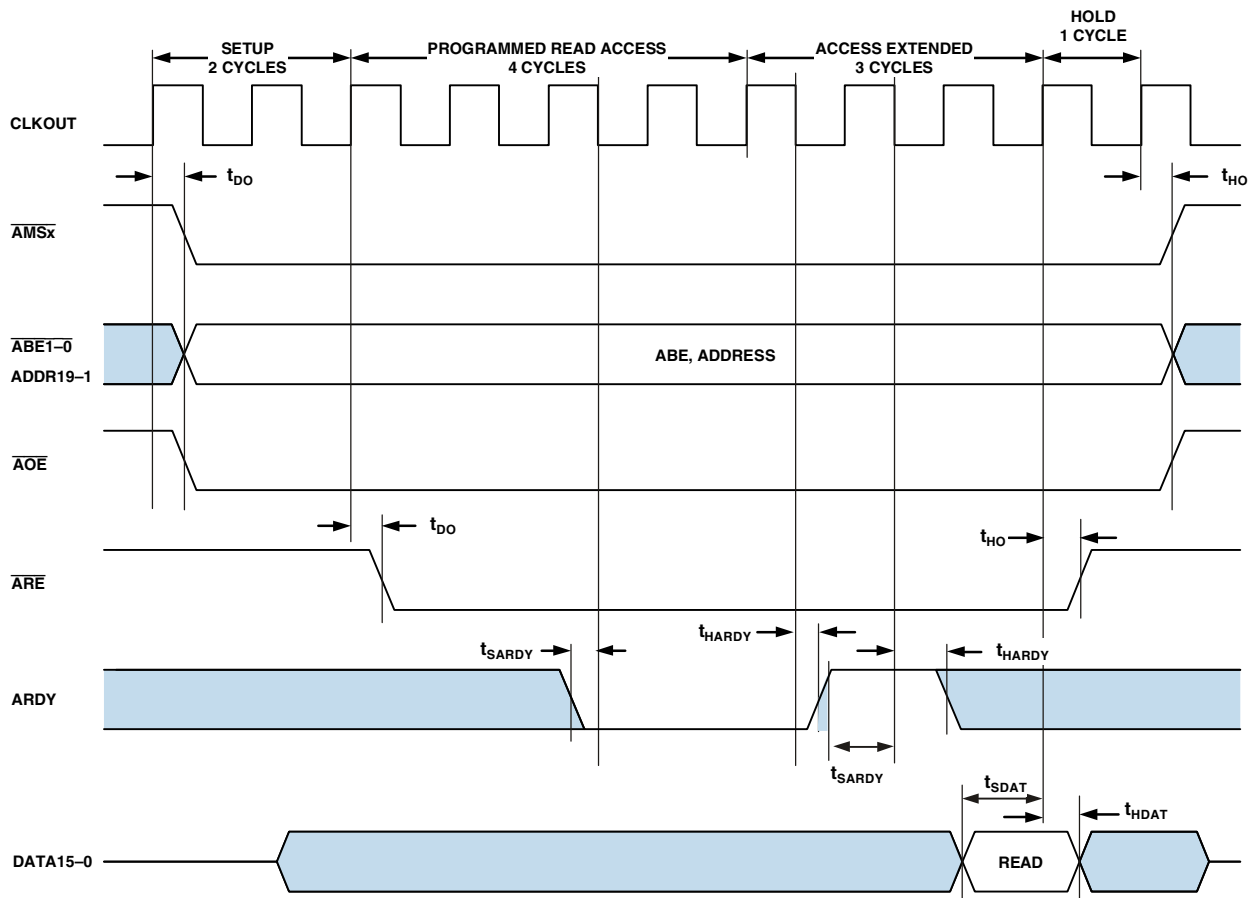 SETUP
2 CYCLES
PROGRAMMED READ ACCESS
4 CYCLES
ACCESS EXTENDED
3 CYCLES
HOLD
1 CYCLE
CLKOUT
tDO
tHO
AMSx
ABE1–0
ADDR19–1
ABE, ADDRESS
AOE
tDO
tHO
ARE
tSARDY
tHARDY
tHARDY
ARDY
tSARDY
tSDAT
tHDAT
DATA15–0
READ